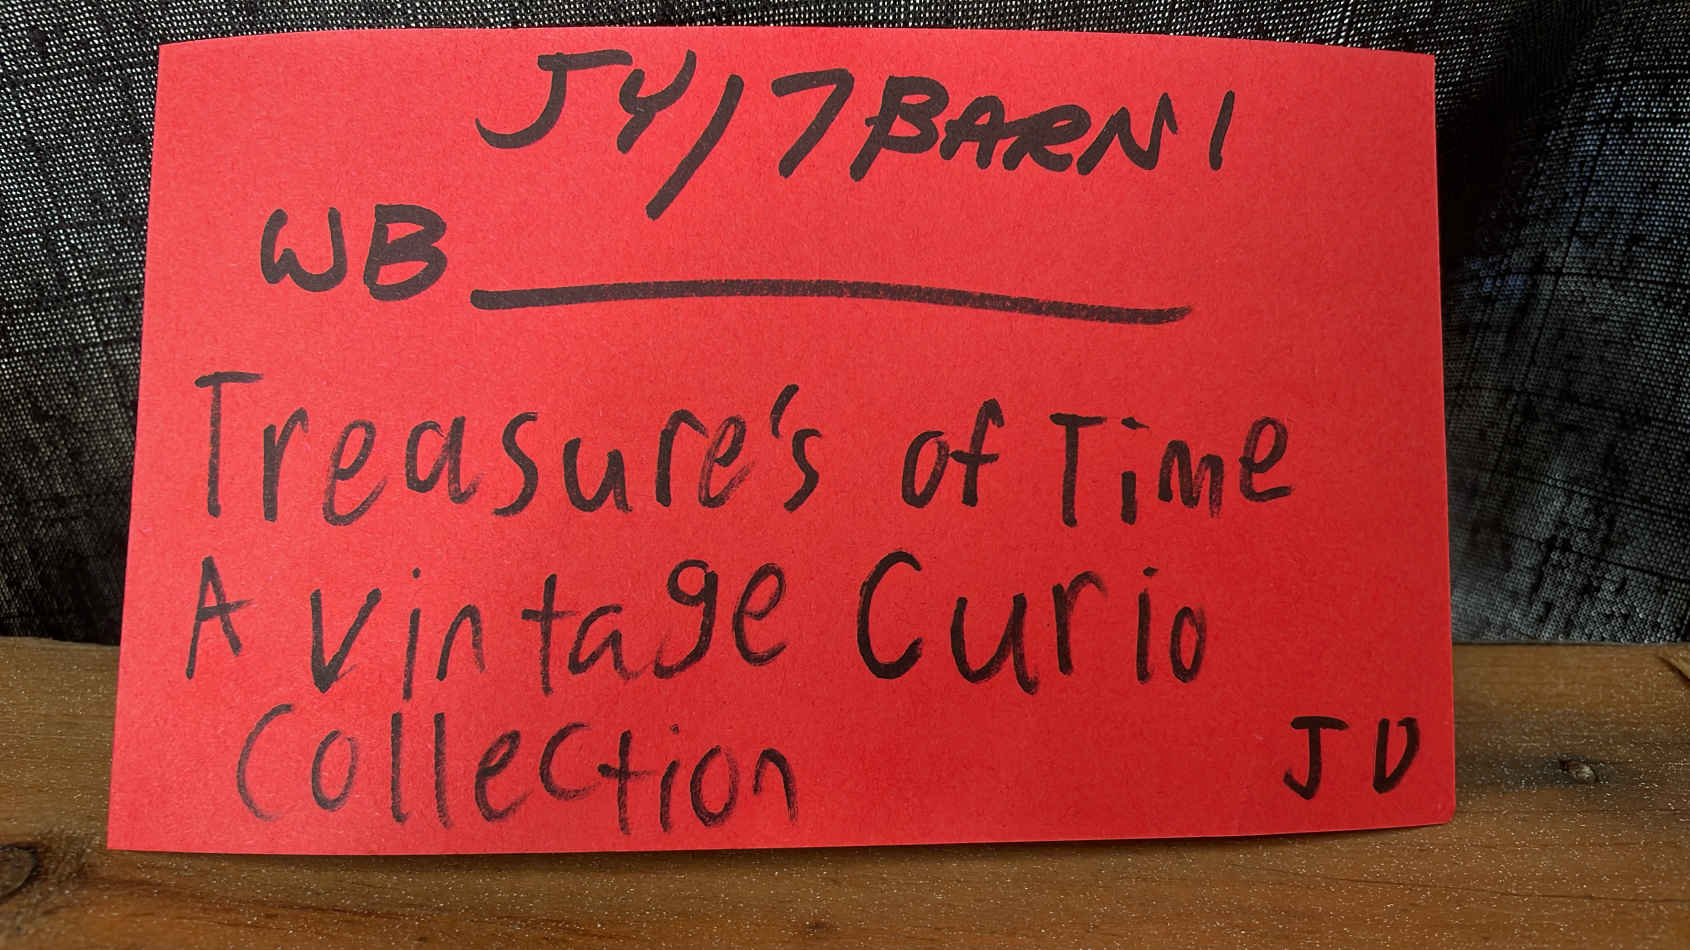 JY/7BARN1
WB
Treasure's of Time
A Vintage Curio
Collection
JD